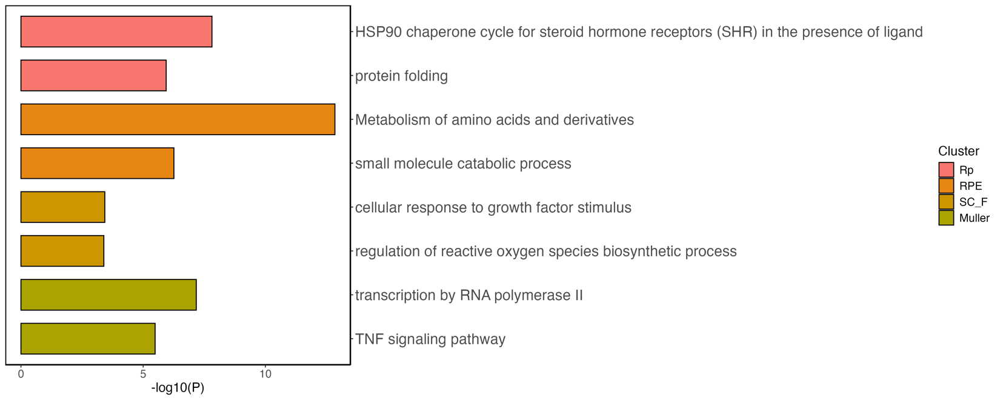 HSP90 chaperone cycle for steroid hormone receptors (SHR) in the presence of ligand
protein folding
Metabolism of amino acids and derivatives
small molecule catabolic process
cellular response to growth factor stimulus
regulation of reactive oxygen species biosynthetic process
transcription by RNA polymerase II
TNF signaling pathway
0 5 10
-log10(P)
Cluster
Rp
RPE
SC_F
Muller